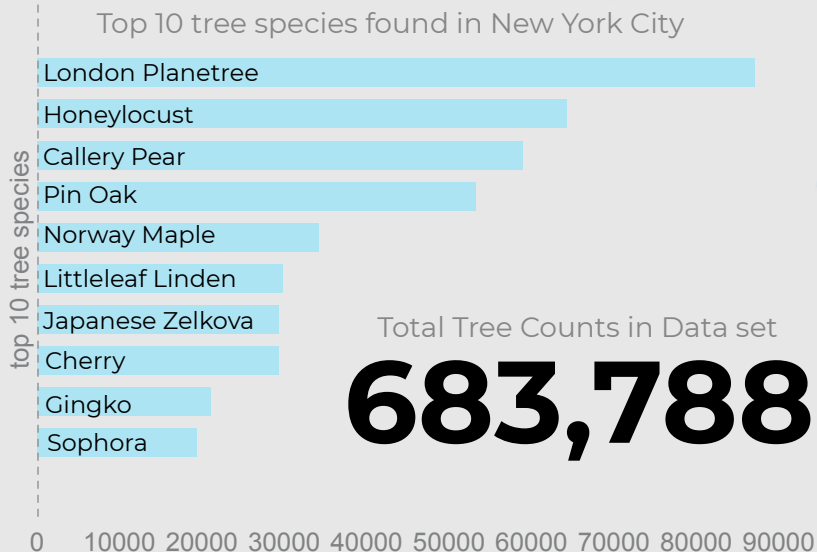 Top 10 tree species found in New York City
top 10 tree species
London Planetree
Honeylocust
Callery Pear
Pin Oak
Norway Maple
Littleleaf Linden
Japanese Zelkova
Cherry
Gingko
Sophora
Total Tree Counts in Data set
683,788
0 10000 20000 30000 40000 50000 60000 70000 80000 90000